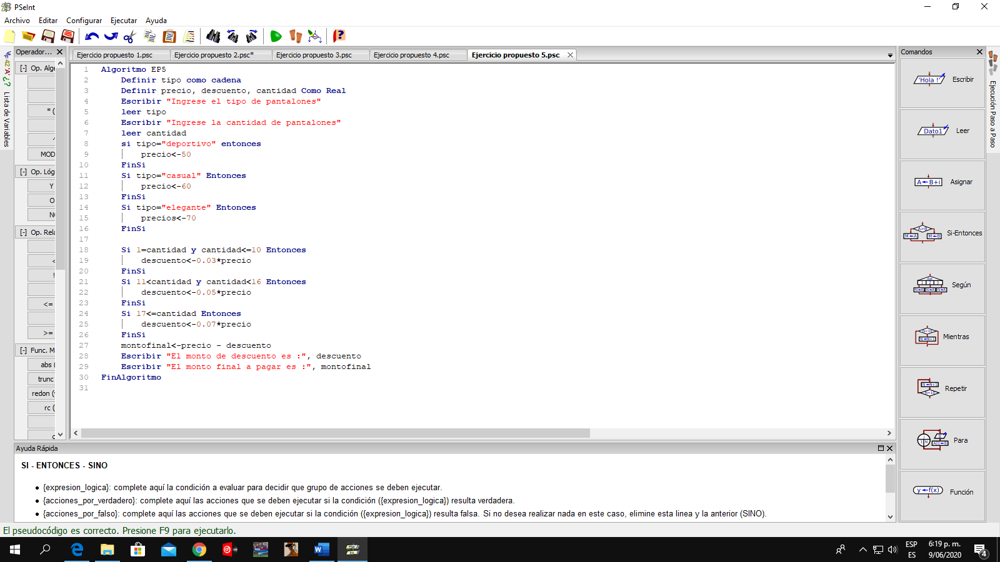 PSeInt
Archivo Editar Configurar Ejecutar Ayuda
Operador...
Ejercicio propuesto 1.psc
Ejercicio propuesto 2.psc*
Ejercicio propuesto 3.psc
Ejercicio propuesto 4.psc
Ejercicio propuesto 5.psc
Comandos
42 'A' ¿?
Lista de Variables
[-] Op. Alge
* (
MOD
[-] Op. Lóg
Y
O
[-] Op. Rela
<
!
<=
>=
[-] Func. M
abs (
trunc
redon (
rc (
1 Algoritmo EP5
2 Definir tipo como cadena
3 Definir precio, descuento, cantidad Como Real
4 Escribir "Ingrese el tipo de pantalones"
5 leer tipo
6 Escribir "Ingrese la cantidad de pantalones"
7 leer cantidad
8 si tipo="deportivo" entonces
9 precio<-50
10 FinSi
11 Si tipo="casual" Entonces
12 precio<-60
13 FinSi
14 Si tipo="elegante" Entonces
15 precios<-70
16 FinSi
17
18 Si 1=cantidad y cantidad<=10 Entonces
19 descuento<-0.03*precio
20 FinSi
21 Si 11<cantidad y cantidad<16 Entonces
22 descuento<-0.05*precio
23 FinSi
24 Si 17<=cantidad Entonces
25 descuento<-0.07*precio
26 FinSi
27 montofinal<-precio - descuento
28 Escribir "El monto de descuento es :", descuento
29 Escribir "El monto final a pagar es :", montofinal
30 FinAlgoritmo
31
'Hola !' Escribir
Dato1 Leer
A←B+i Asignar
A>B Si-Entonces
Según
Mientras
Repetir
Para
y←f(x) Función
Ejecución Paso a Paso
Ayuda Rápida
SI - ENTONCES - SINO
• {expresion_logica}: complete aquí la condición a evaluar para decidir que grupo de acciones se deben ejecutar.
• {acciones_por_verdadero}: complete aquí las acciones que se deben ejecutar si la condición ({expresion_logica}) resulta verdadera.
• {acciones_por_falso}: complete aquí las acciones que se deben ejecutar si la condición ({expresion_logica}) resulta falsa. Si no desea realizar nada en este caso, elimine esta linea y la anterior (SINO).
El pseudocódigo es correcto. Presione F9 para ejecutarlo.
ESP
ES
6:19 p. m.
9/06/2020
4